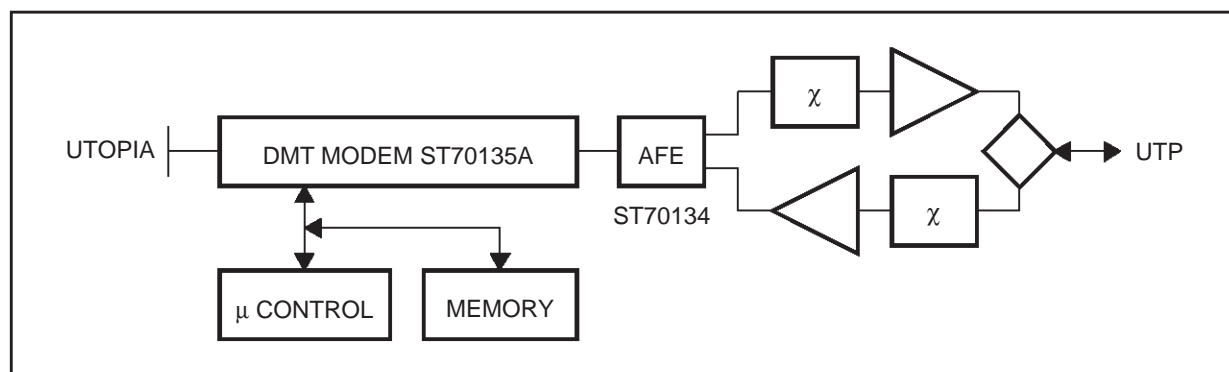 χ
UTOPIA
DMT MODEM ST70135A
AFE
UTP
ST70134
χ
μ CONTROL
MEMORY